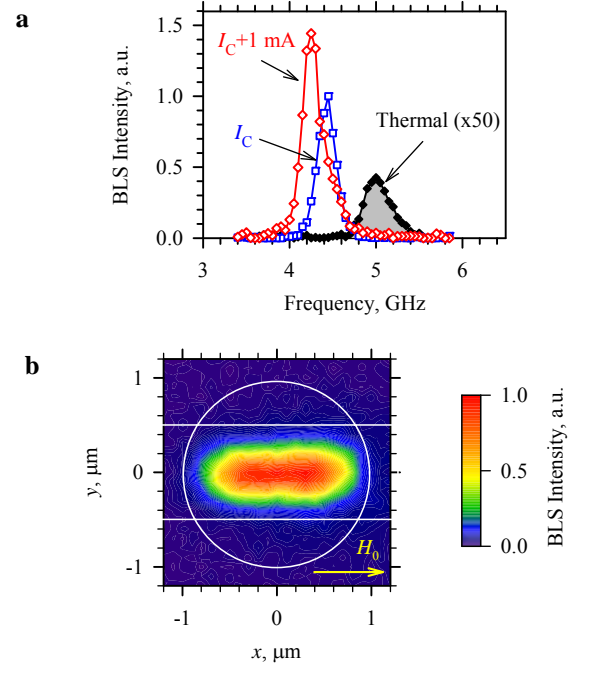 a
1.5
1.0
0.5
0.0
BLS Intensity, a.u.
I_C+1 mA
I_C
Thermal (x50)
3
4
5
6
Frequency, GHz
b
1
0
-1
y, μm
H_0
-1
0
1
x, μm
1.0
0.5
0.0
BLS Intensity, a.u.